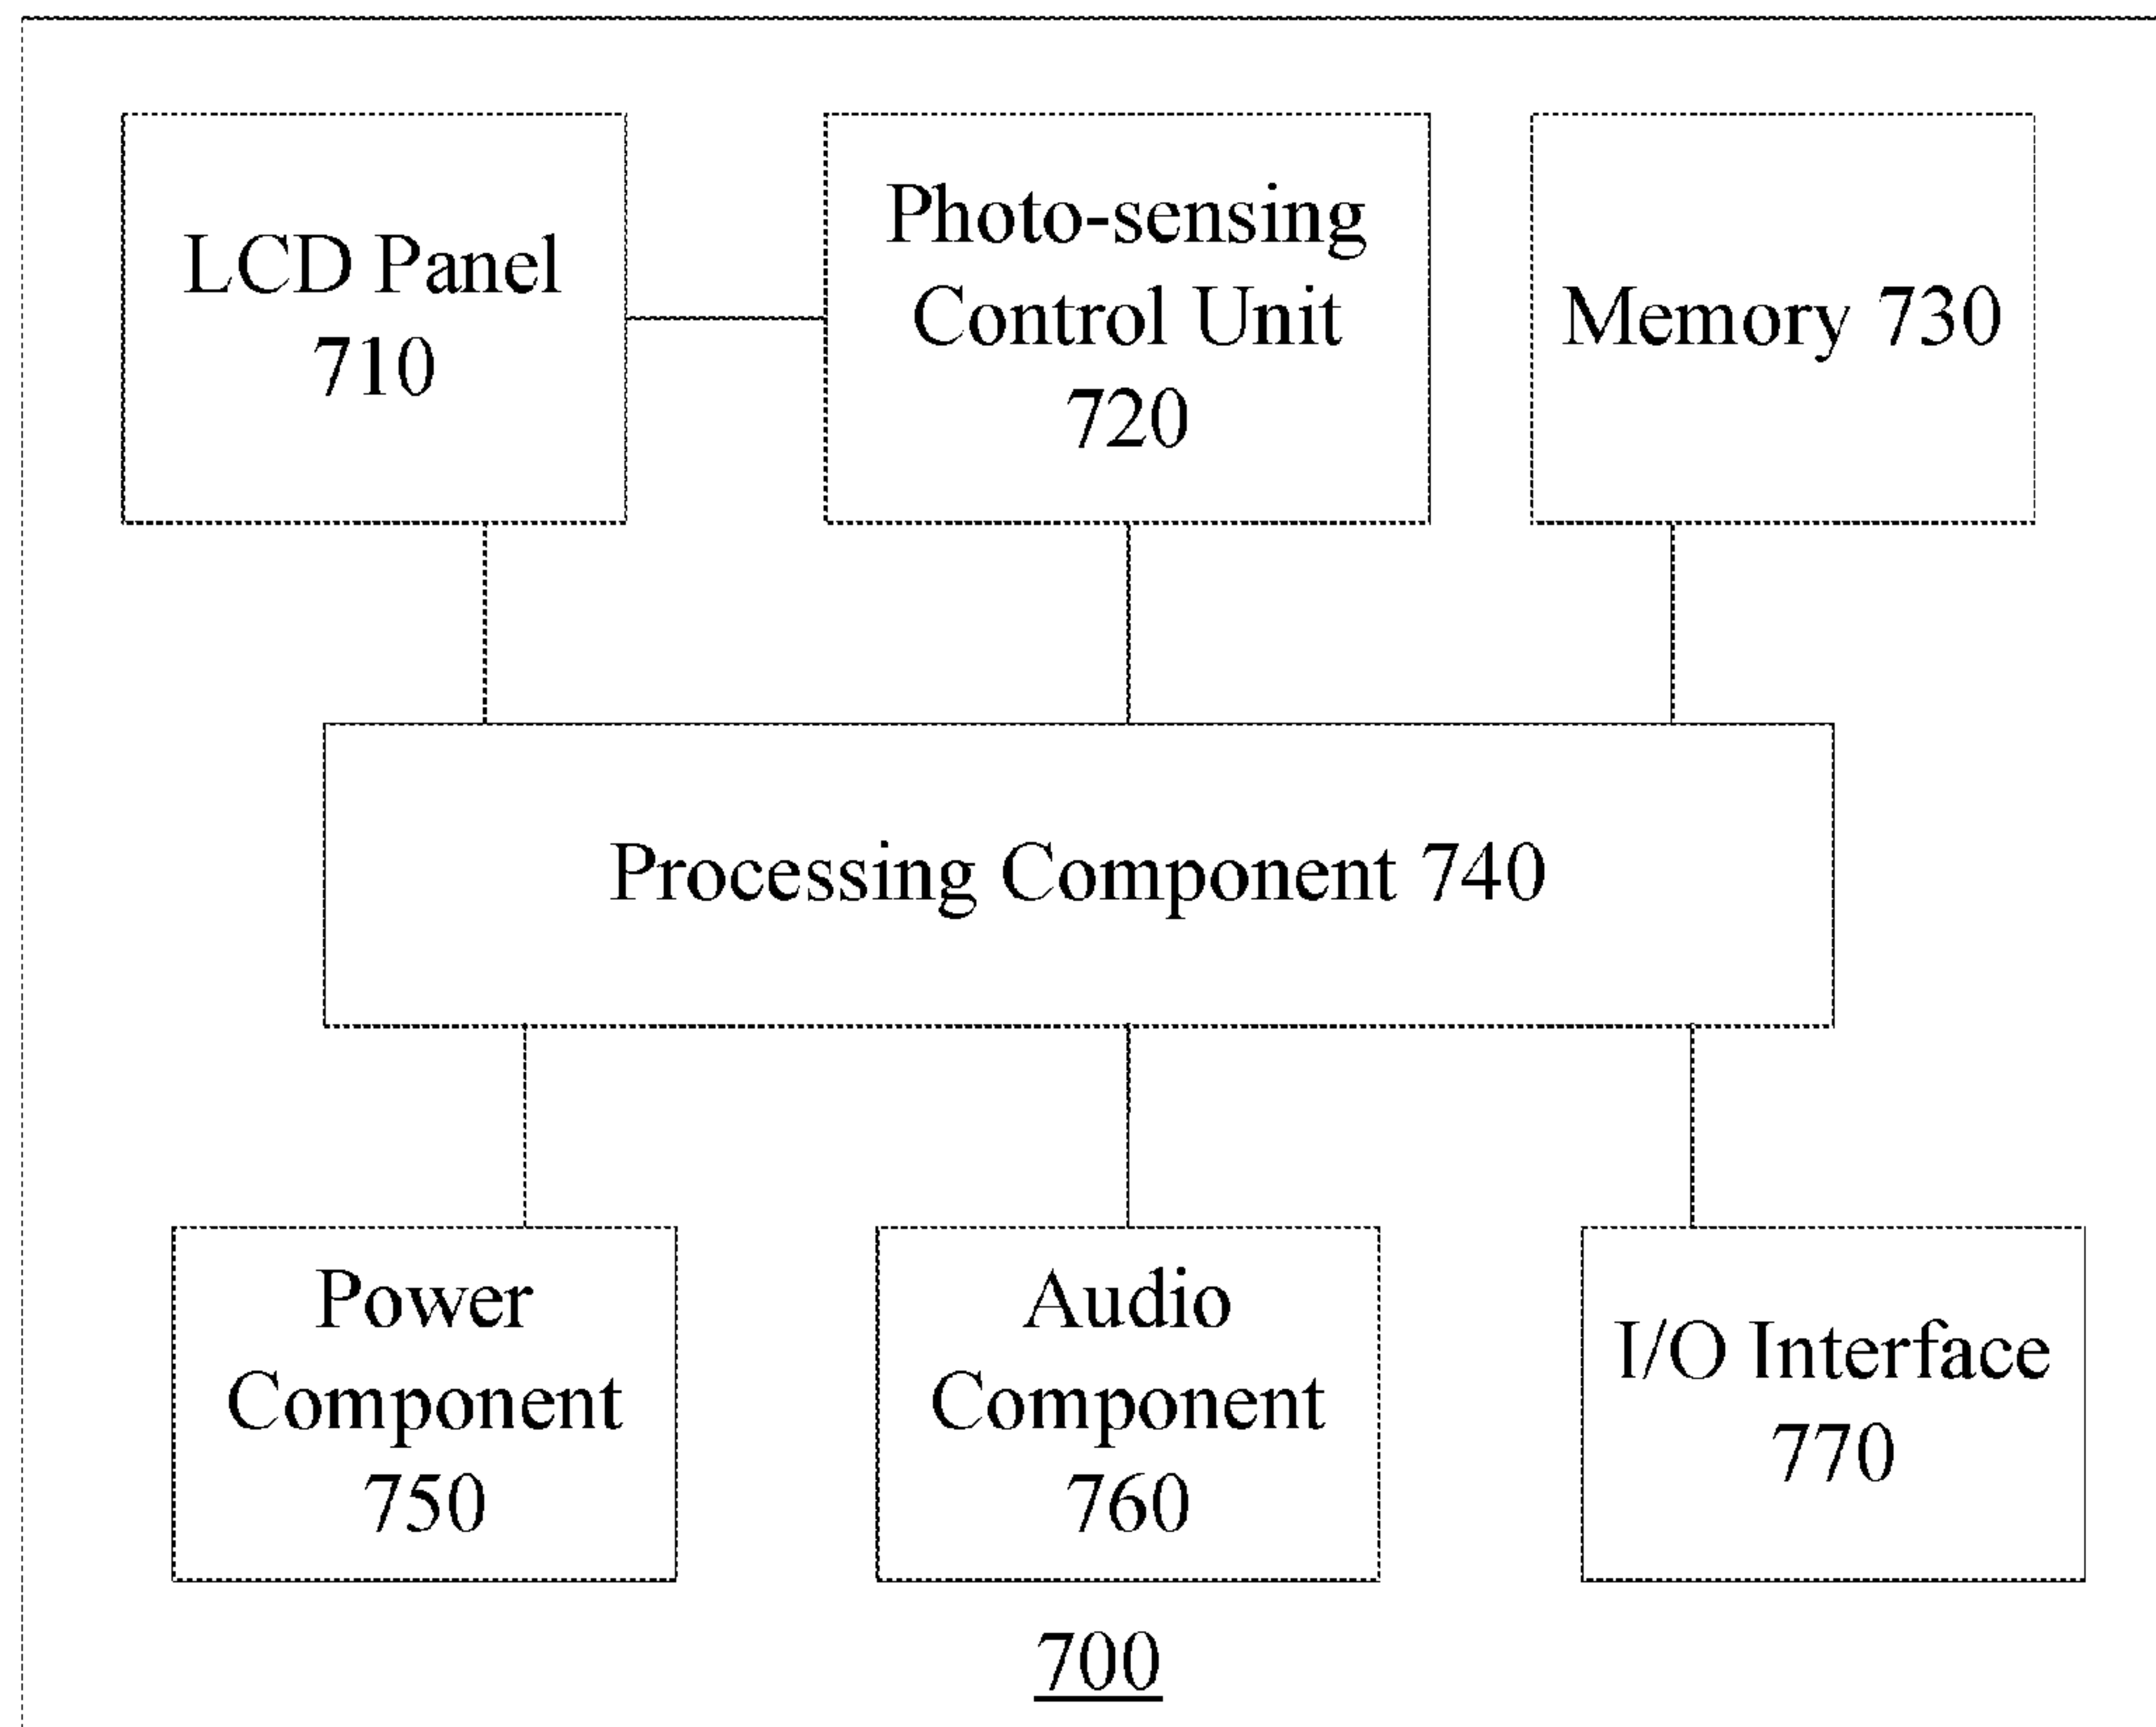 LCD Panel
710
Photo-sensing
Control Unit
720
Memory 730
Processing Component 740
Power
Component
750
Audio
Component
760
I/O Interface
770
700